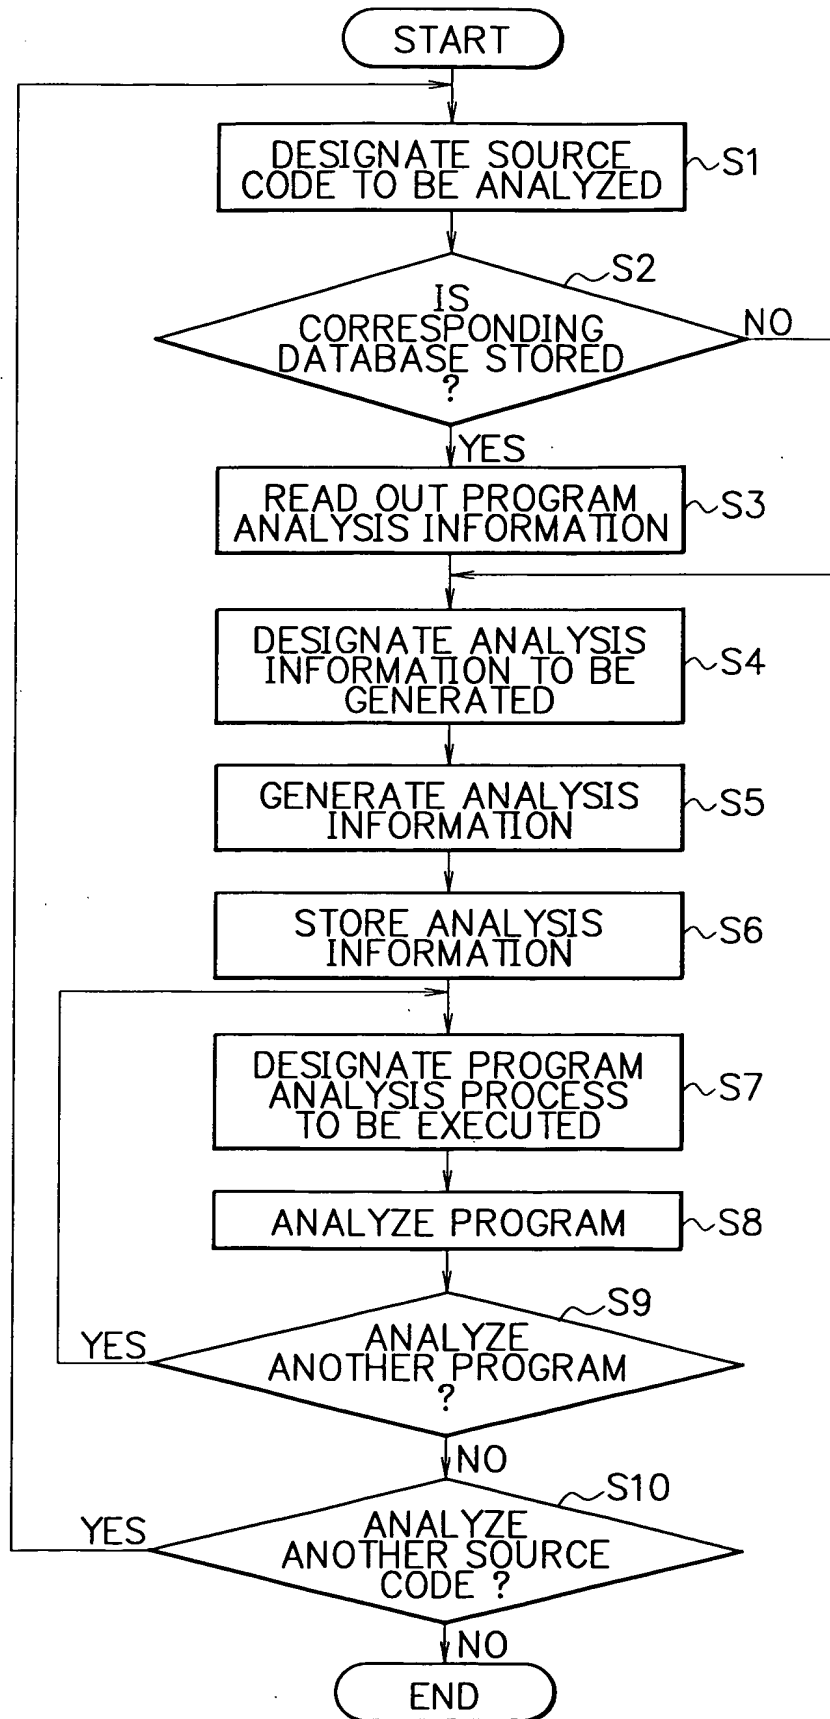 START
DESIGNATE SOURCE
CODE TO BE ANALYZED
S1
S2
IS
CORRESPONDING
DATABASE STORED
?
NO
YES
READ OUT PROGRAM
ANALYSIS INFORMATION
S3
DESIGNATE ANALYSIS
INFORMATION TO BE
GENERATED
S4
GENERATE ANALYSIS
INFORMATION
S5
STORE ANALYSIS
INFORMATION
S6
DESIGNATE PROGRAM
ANALYSIS PROCESS
TO BE EXECUTED
S7
ANALYZE PROGRAM
S8
S9
YES
ANALYZE
ANOTHER PROGRAM
?
NO
S10
YES
ANALYZE
ANOTHER SOURCE
CODE ?
NO
END